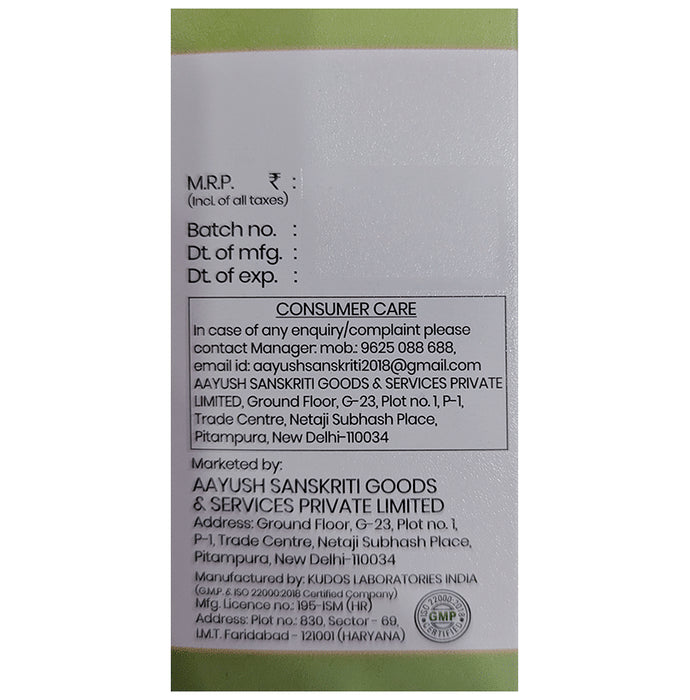 M.R.P. ₹ :
(Incl. of all taxes)
Batch no. :
Dt. of mfg. :
Dt. of exp. :
CONSUMER CARE
In case of any enquiry/complaint please
contact Manager: mob.: 9625 088 688,
email id: aayushsanskriti2018@gmail.com
AAYUSH SANSKRITI GOODS & SERVICES PRIVATE
LIMITED, Ground Floor, G-23, Plot no. 1, P-1,
Trade Centre, Netaji Subhash Place,
Pitampura, New Delhi-110034
Marketed by:
AAYUSH SANSKRITI GOODS
& SERVICES PRIVATE LIMITED
Address: Ground Floor, G-23, Plot no. 1,
P-1, Trade Centre, Netaji Subhash Place,
Pitampura, New Delhi-110034
Manufactured by: KUDOS LABORATORIES INDIA
(G.M.P. & ISO 22000:2018 Certified Company)
Mfg. Licence no.: 195-ISM (HR)
Address: Plot no.: 830, Sector - 69,
I.M.T. Faridabad - 121001 (HARYANA)
ISO 22000:2018
GMP
CERTIFIED